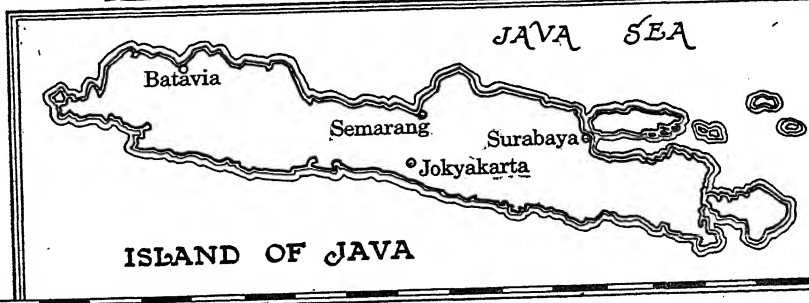 JAVA SEA
Batavia
Semarang
Surabaya
Jokyakarta
ISLAND OF JAVA